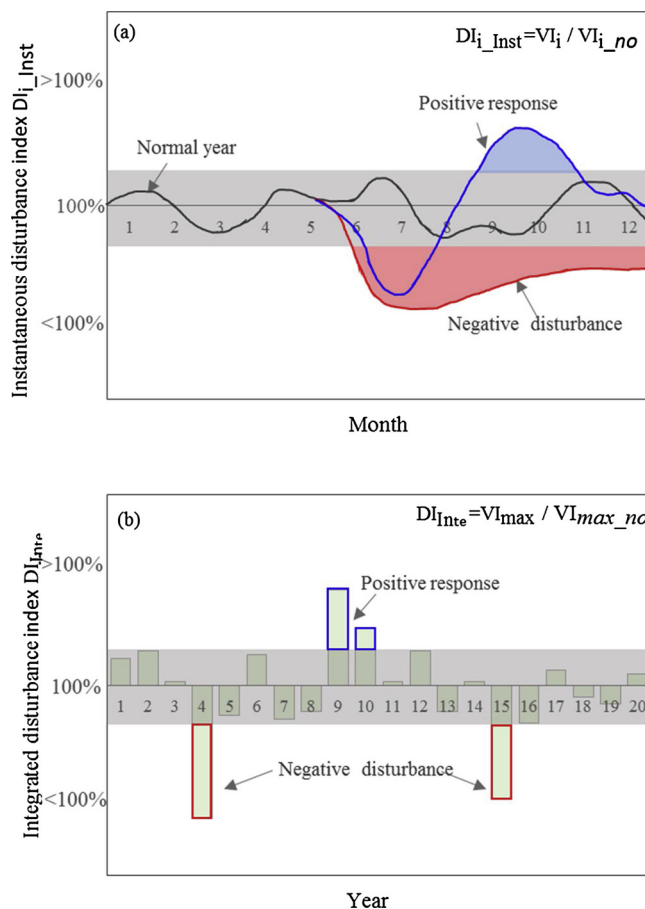 (a)
DIi_Inst=VIi / VIi_no
Instantaneous disturbance index DIi_Inst
>100%
100%
<100%
Positive response
Normal year
1 2 3 4 5 6 7 8 9 10 11 12
Negative disturbance
Month
(b)
DIInte=VImax / VImax_no
Integrated disturbance index DIInte
>100%
100%
<100%
Positive response
1 2 3 4 5 6 7 8 9 10 11 12 13 14 15 16 17 18 19 20
Negative disturbance
Year